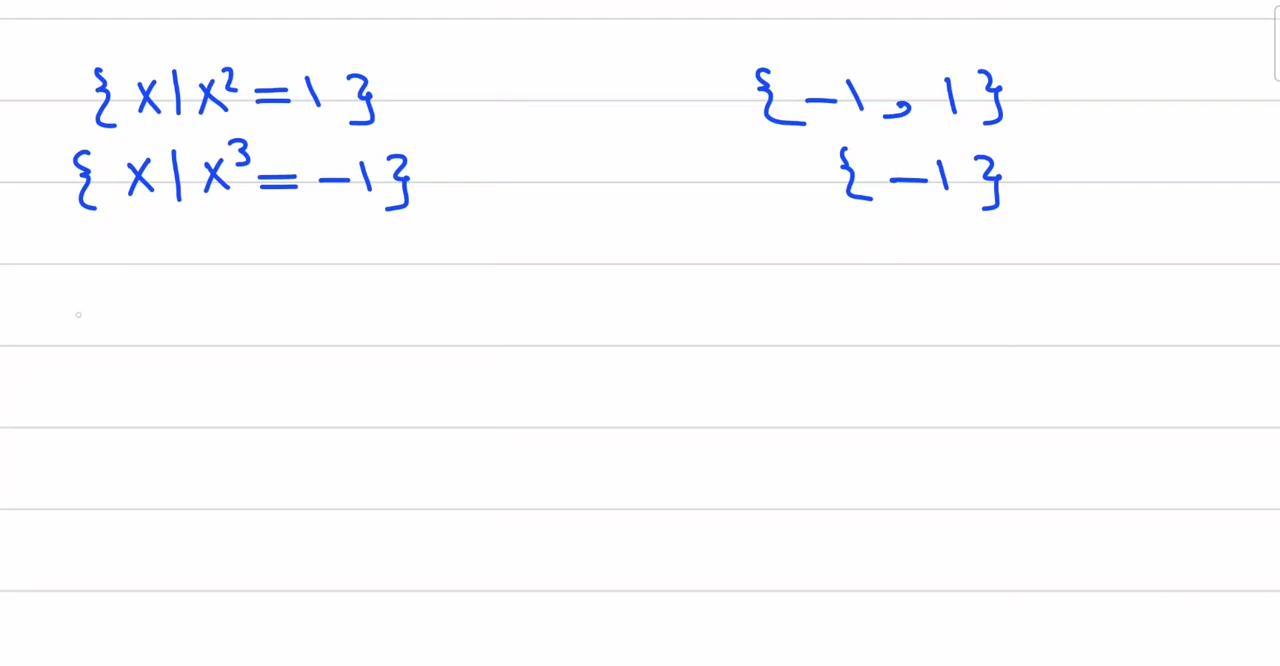 { x | x² = 1 } { -1, 1 }
{ x | x³ = -1 } { -1 }